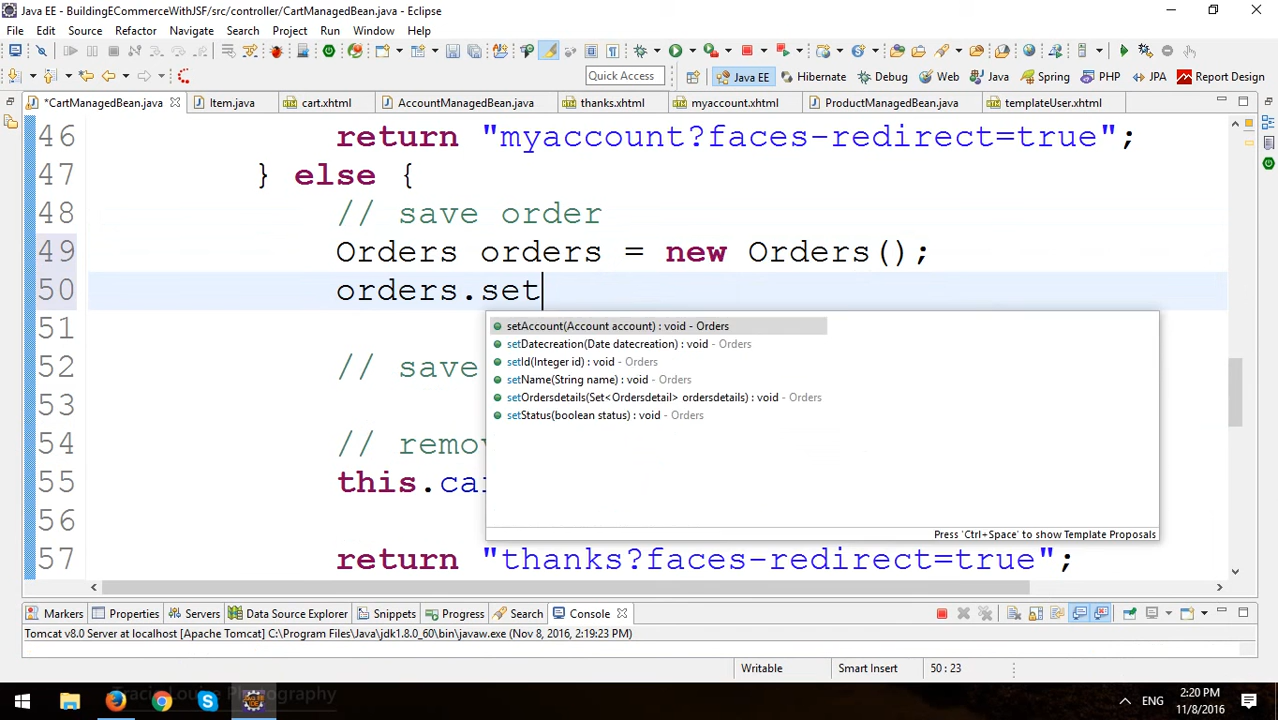 Java EE - BuildingECommerceWithJSF/src/controller/CartManagedBean.java - Eclipse
File Edit Source Refactor Navigate Search Project Run Window Help
Quick Access Java EE Hibernate Debug Web Java Spring PHP JPA Report Design
*CartManagedBean.java Item.java cart.xhtml AccountManagedBean.java thanks.xhtml myaccount.xhtml ProductManagedBean.java templateUser.xhtml
46 return "myaccount?faces-redirect=true";
47 } else {
48 // save order
49 Orders orders = new Orders();
50 orders.set
setAccount(Account account) : void - Orders
setDatecreation(Date datecreation) : void - Orders
setId(Integer id) : void - Orders
setName(String name) : void - Orders
setOrdersdetails(Set<Ordersdetail> ordersdetails) : void - Orders
setStatus(boolean status) : void - Orders
Press 'Ctrl+Space' to show Template Proposals
51
52 // save
53
54 // remov
55 this.ca
56
57 return "thanks?faces-redirect=true";
Markers Properties Servers Data Source Explorer Snippets Progress Search Console
Tomcat v8.0 Server at localhost [Apache Tomcat] C:\Program Files\Java\jdk1.8.0_60\bin\javaw.exe (Nov 8, 2016, 2:19:23 PM)
Writable Smart Insert 50 : 23
ENG 2:20 PM
11/8/2016